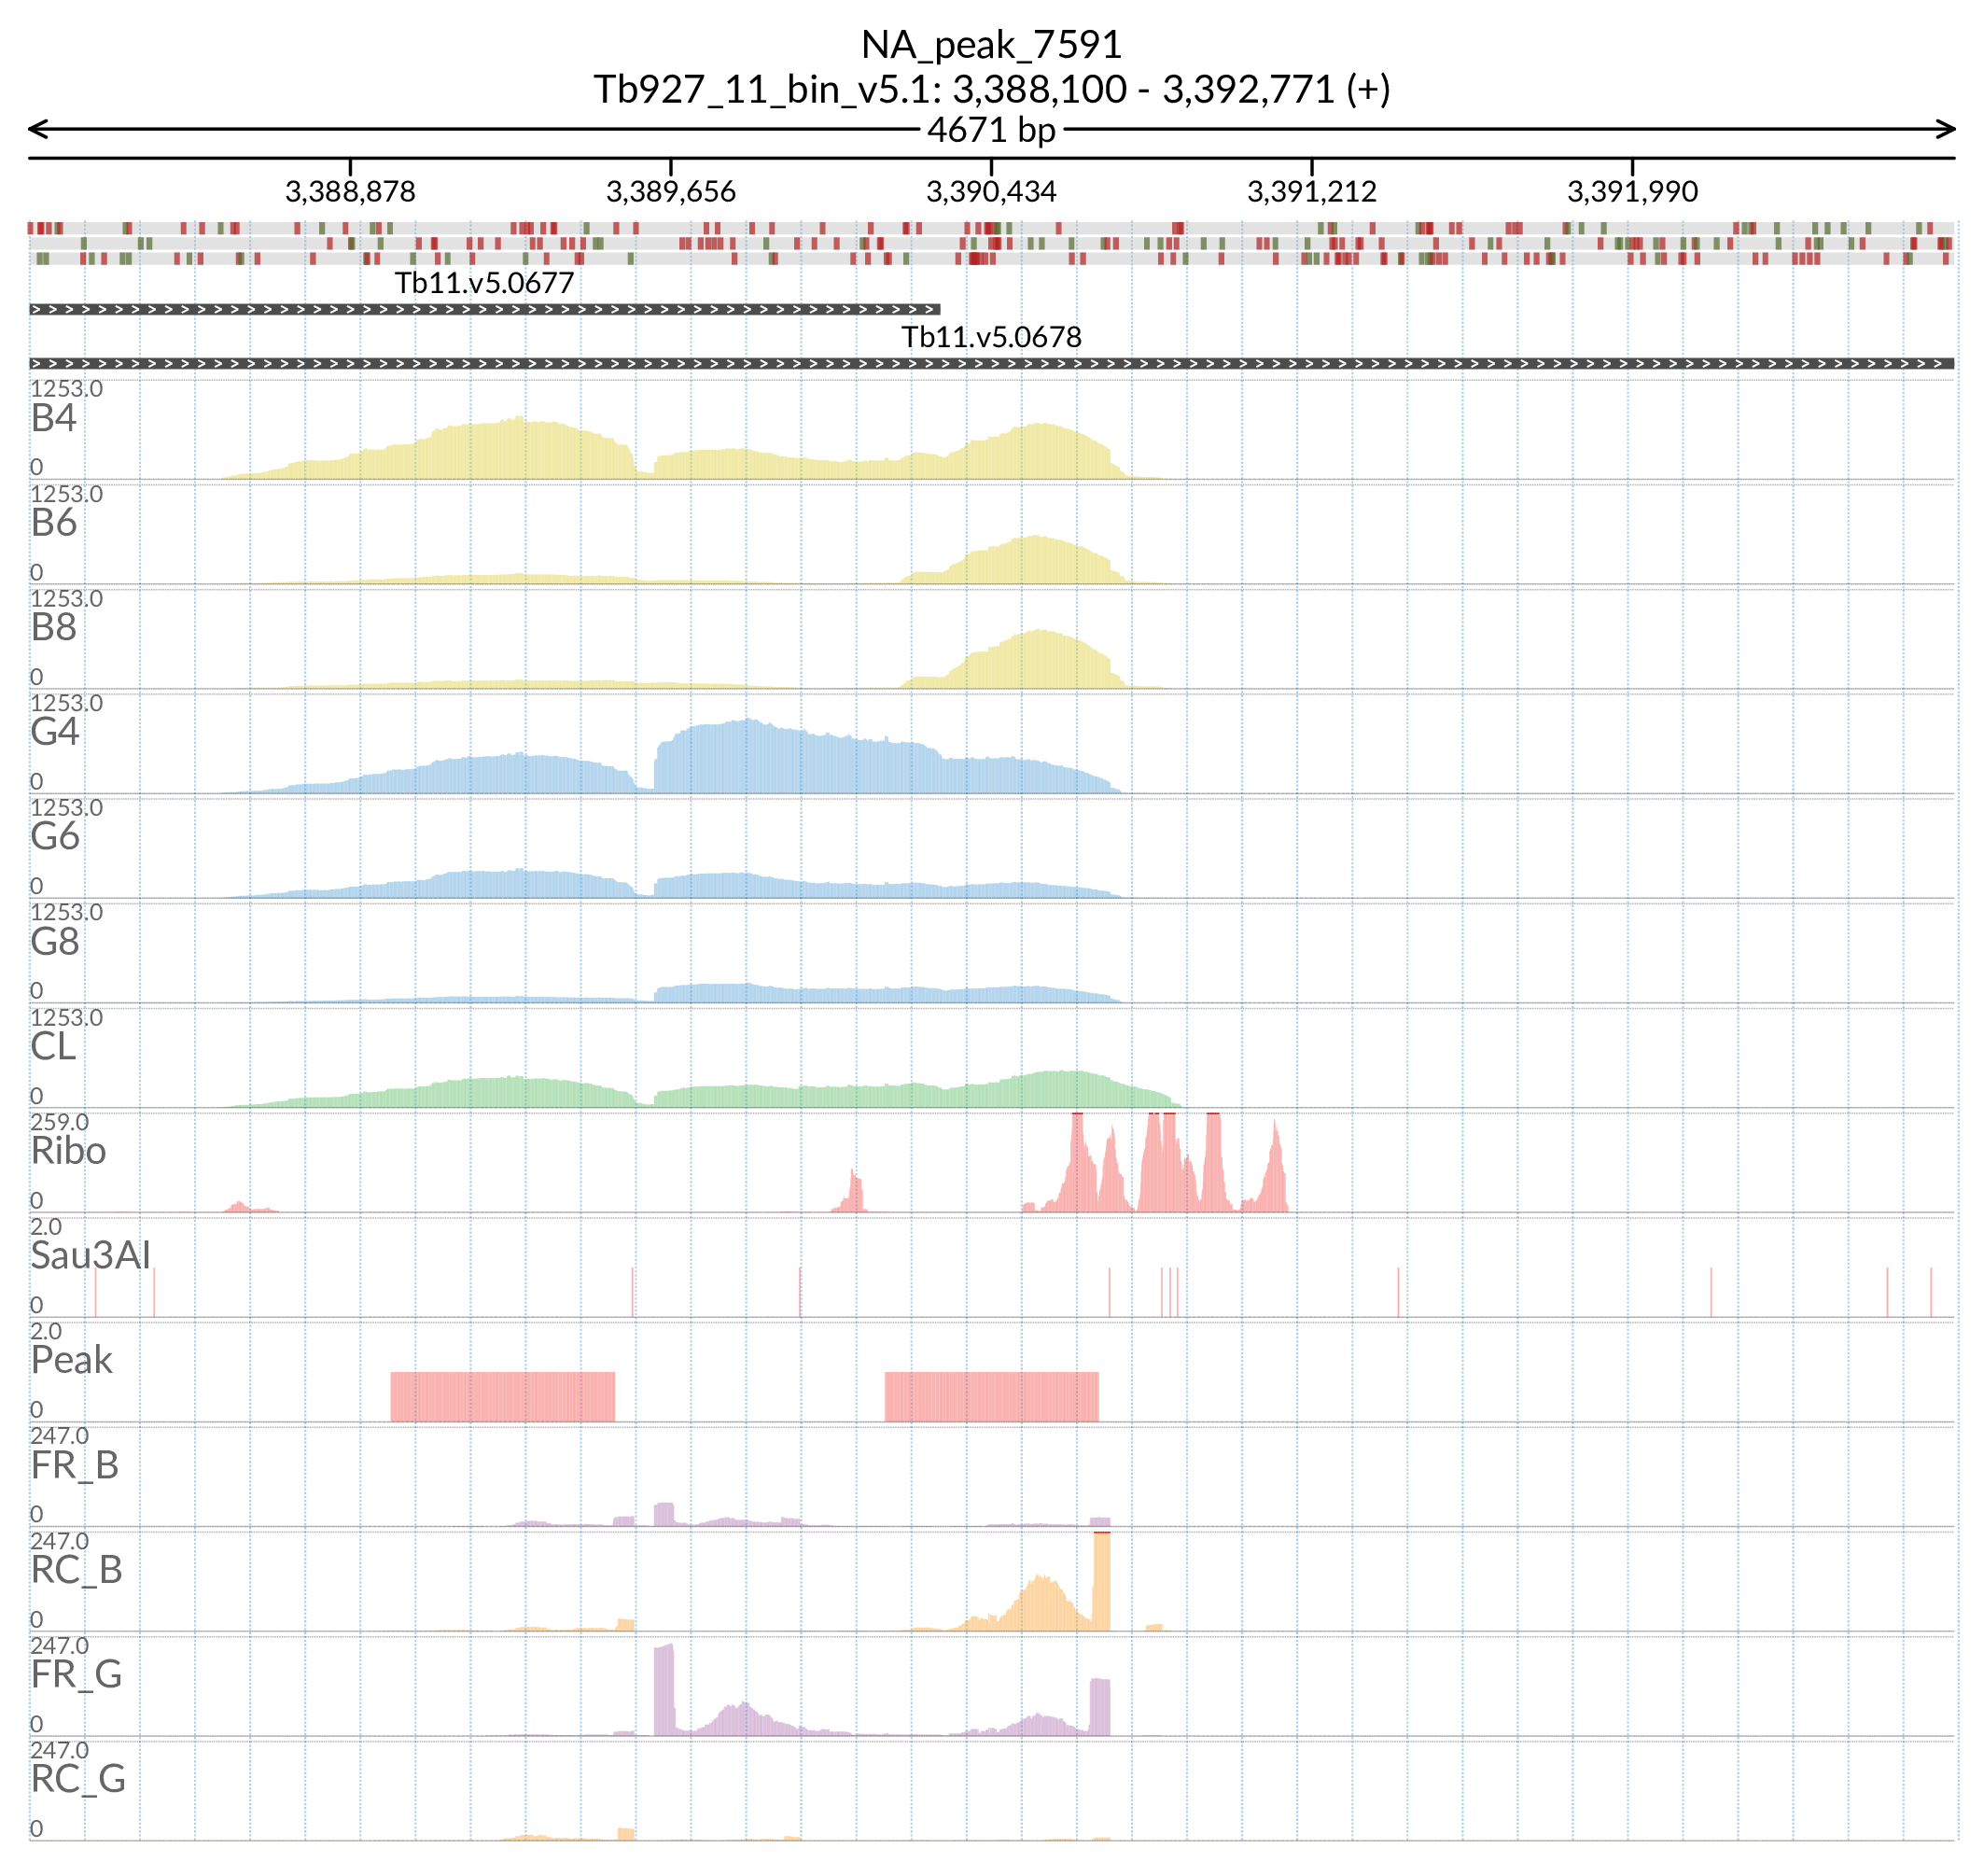 NA_peak_7591
Tb927_11_bin_v5.1: 3,388,100 - 3,392,771 (+)
4671 bp
3,388,878 3,389,656 3,390,434 3,391,212 3,391,990
Tb11.v5.0677
Tb11.v5.0678
1253.0
B4
0
1253.0
B6
0
1253.0
B8
0
1253.0
G4
0
1253.0
G6
0
1253.0
G8
0
1253.0
CL
0
259.0
Ribo
0
2.0
Sau3AI
0
2.0
Peak
0
247.0
FR_B
0
247.0
RC_B
0
247.0
FR_G
0
247.0
RC_G
0